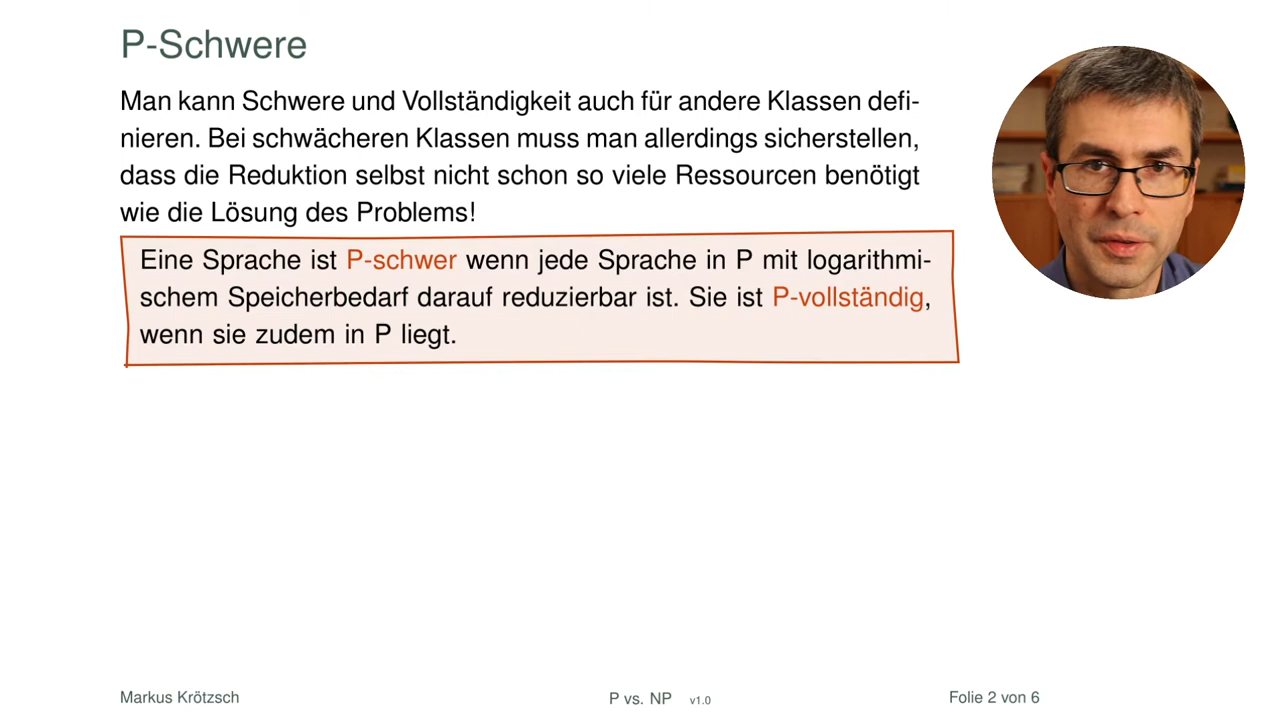 P-Schwere
Man kann Schwere und Vollständigkeit auch für andere Klassen defi-
nieren. Bei schwächeren Klassen muss man allerdings sicherstellen,
dass die Reduktion selbst nicht schon so viele Ressourcen benötigt
wie die Lösung des Problems!
Eine Sprache ist P-schwer wenn jede Sprache in P mit logarithmi-
schem Speicherbedarf darauf reduzierbar ist. Sie ist P-vollständig,
wenn sie zudem in P liegt.
Markus Krötzsch
P vs. NP v1.0
Folie 2 von 6